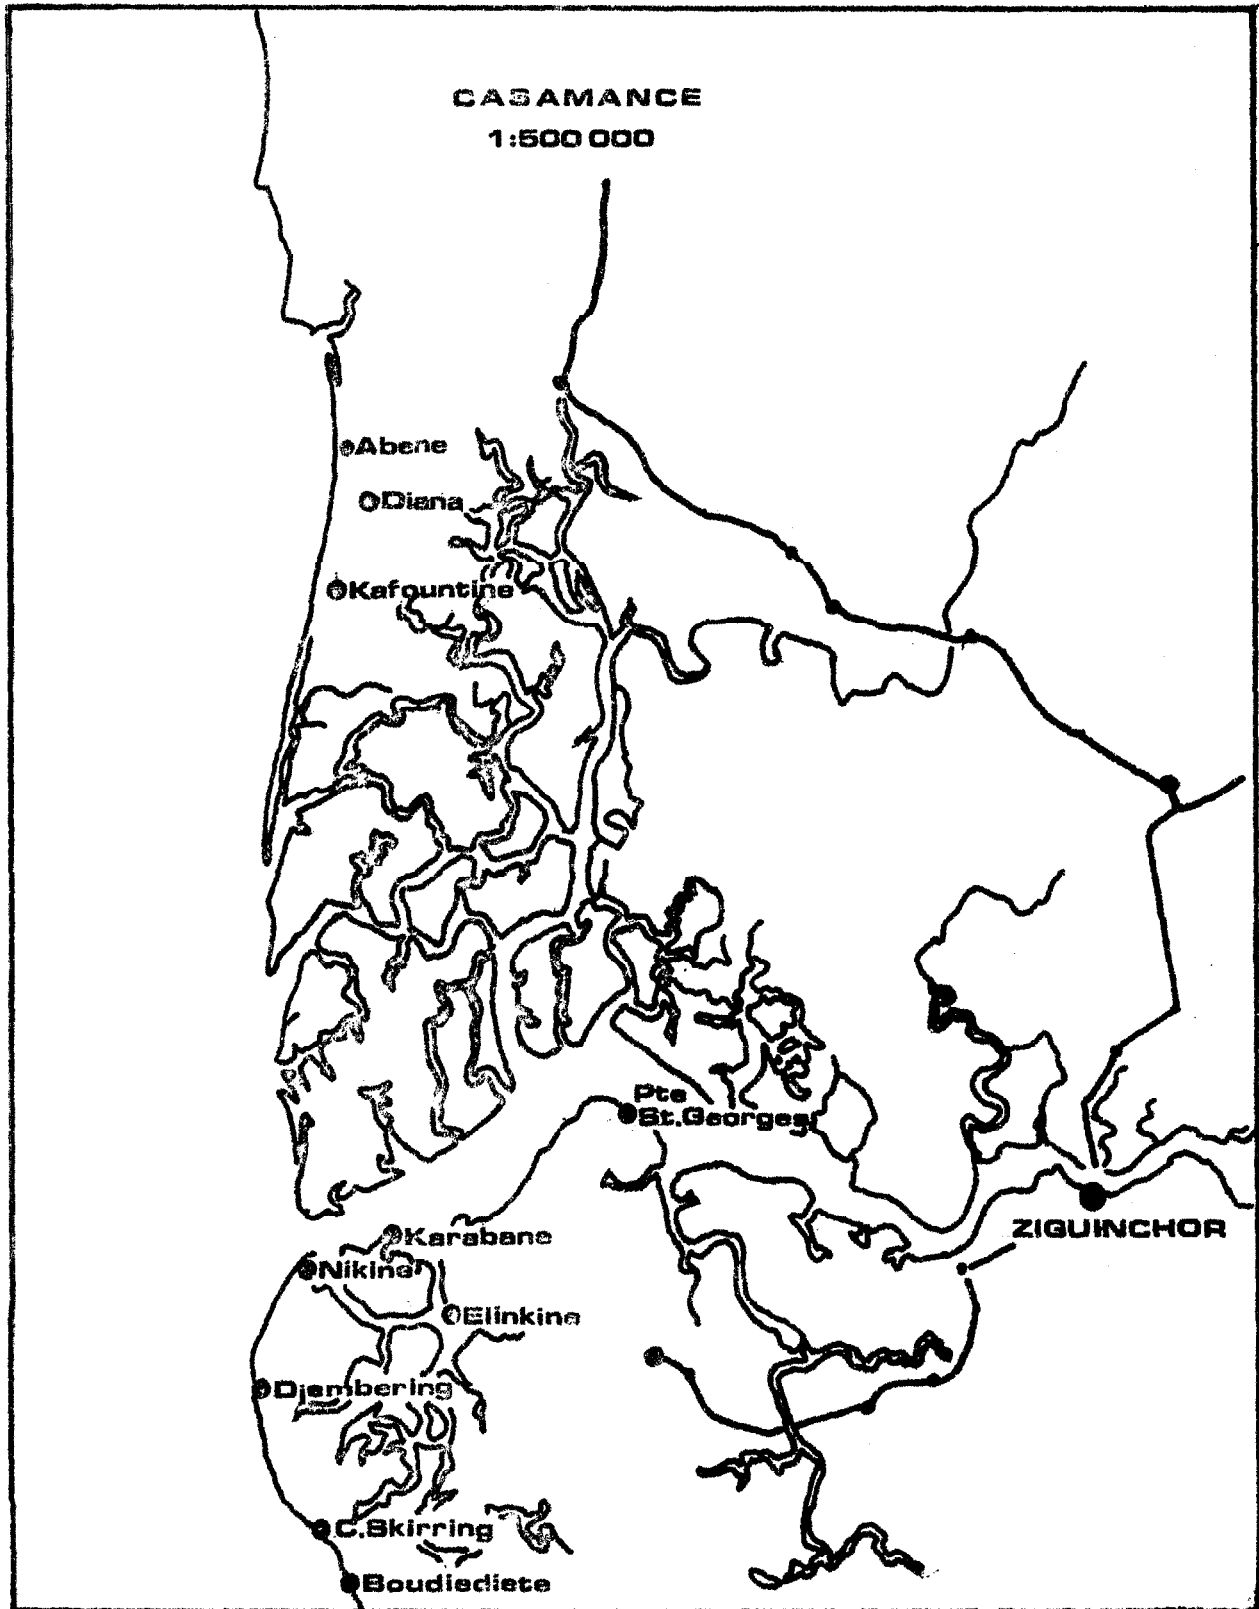 CASAMANCE
1:500 000
Abene
Diana
Kafountine
Pte
St.Georges
ZIGUINCHOR
Karabane
Nikine
Elinkine
Djembering
C.Skirring
Boudiediete